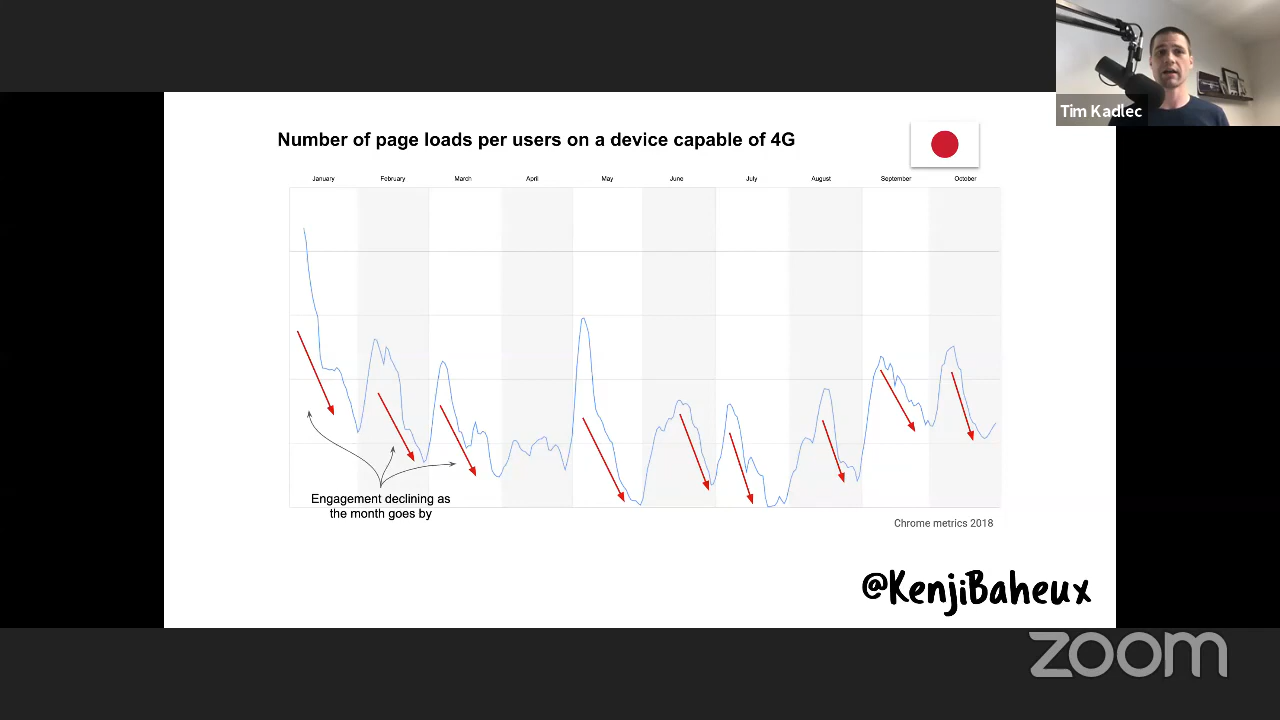 Tim Kadlec
Number of page loads per users on a device capable of 4G
January February March April May June July August September October
Engagement declining as
the month goes by
Chrome metrics 2018
@KenjiBaheux
zoom